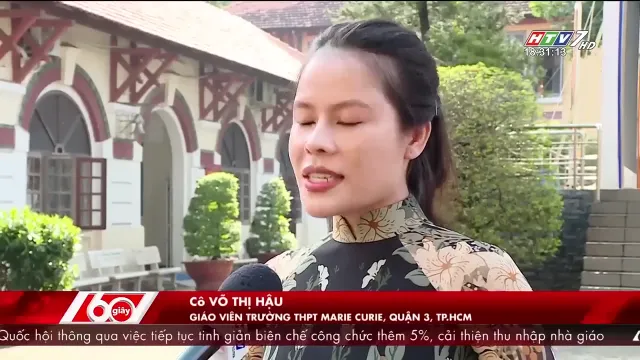 HTV7 HD
18:31:13
Cô VÕ THỊ HẬU
60 giây
GIÁO VIÊN TRƯỜNG THPT MARIE CURIE, QUẬN 3, TP.HCM
Quốc hội thông qua việc tiếp tục tinh giản biên chế công chức thêm 5%, cải thiện thu nhập nhà giáo